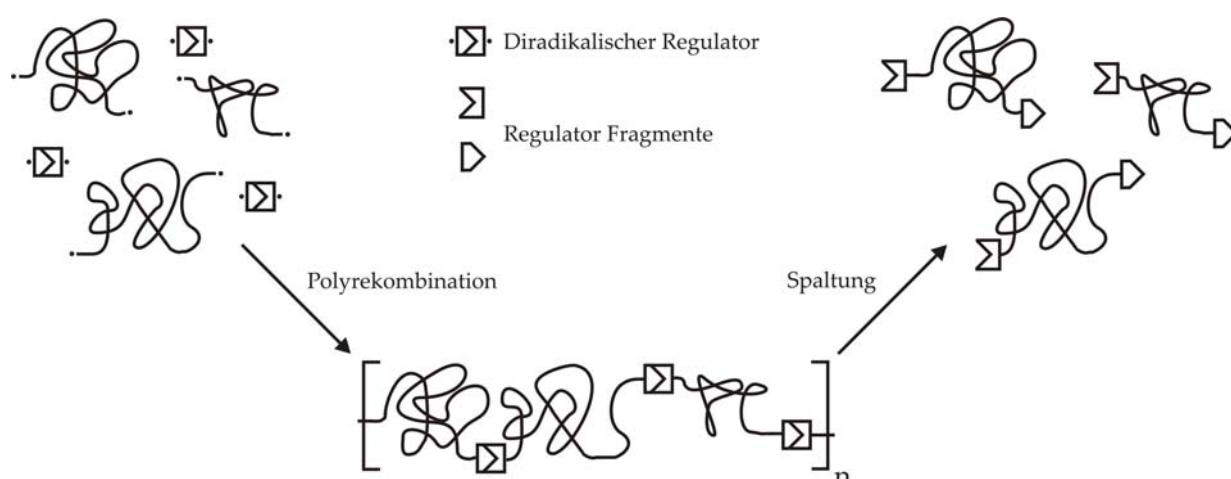 Diradikalischer Regulator
Regulator Fragmente
Polyrekombination
Spaltung
n